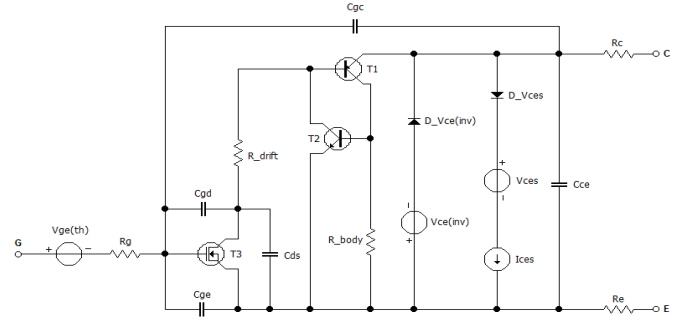 Cgc
Rc
C
T1
D_Vces
T2
D_Vce(inv)
R_drift
+
Vces
−
Cce
Cgd
−
Vce(inv)
+
Vge(th)
R_body
G
+
−
Rg
T3
Cds
Ices
Cge
Re
E